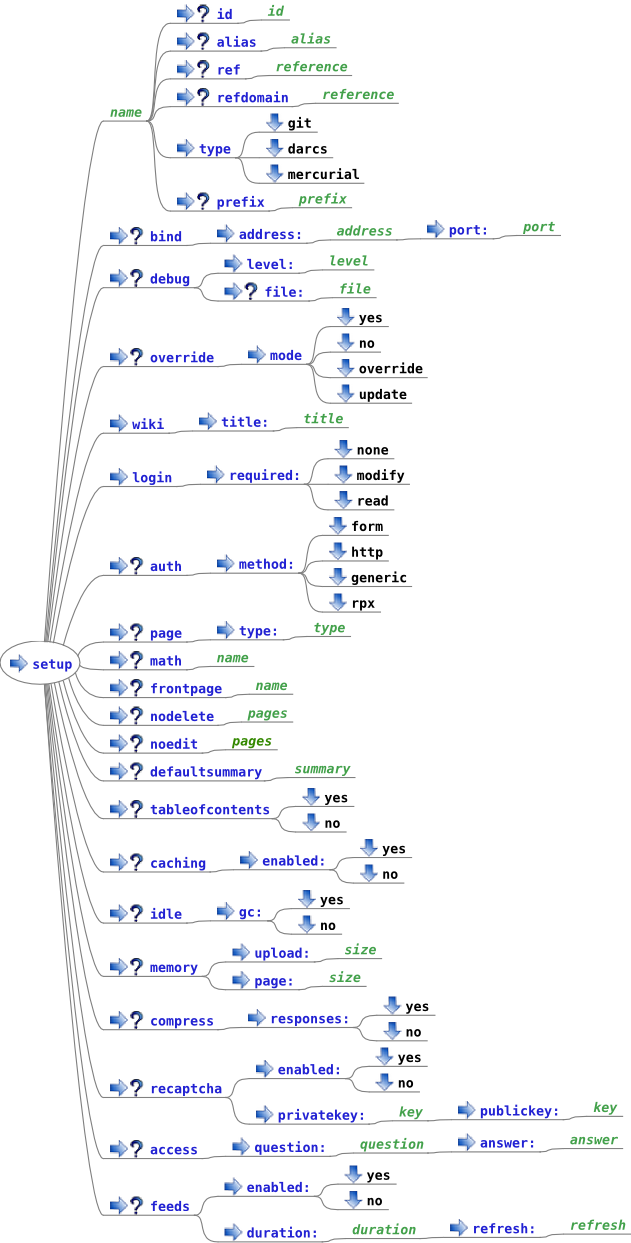 id id
alias alias
ref reference
refdomain reference
name
git
type
darcs
mercurial
prefix prefix
bind address: address port: port
level: level
debug
file: file
yes
no
override mode
override
update
wiki title: title
none
login required: modify
read
form
http
auth method:
generic
rpx
page type: type
setup
math name
frontpage name
nodelete pages
noedit pages
defaultsummary summary
yes
tableofcontents
no
yes
caching enabled:
no
yes
idle gc:
no
upload: size
memory
page: size
yes
compress responses:
no
yes
enabled:
no
recaptcha
privatekey: key publickey: key
access question: question answer: answer
yes
enabled:
no
feeds
duration: duration refresh: refresh